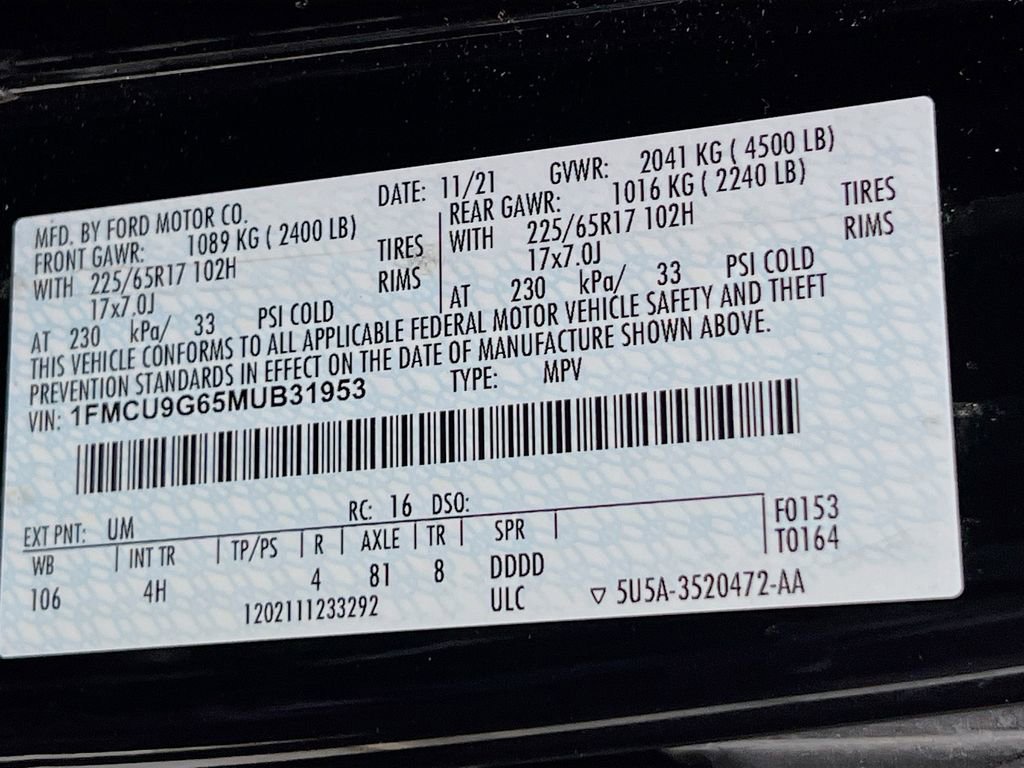 MFD. BY FORD MOTOR CO. DATE: 11/21 GVWR: 2041 KG ( 4500 LB)
FRONT GAWR: 1089 KG ( 2400 LB) REAR GAWR: 1016 KG ( 2240 LB)
WITH 225/65R17 102H TIRES WITH 225/65R17 102H TIRES
17x7.0J RIMS 17x7.0J RIMS
AT 230 kPa/ 33 PSI COLD AT 230 kPa/ 33 PSI COLD
THIS VEHICLE CONFORMS TO ALL APPLICABLE FEDERAL MOTOR VEHICLE SAFETY AND THEFT
PREVENTION STANDARDS IN EFFECT ON THE DATE OF MANUFACTURE SHOWN ABOVE.
VIN: 1FMCU9G65MUB31953 TYPE: MPV
EXT PNT: UM RC: 16 DSO: F0153
WB INT TR TP/PS R AXLE TR SPR T0164
106 4H 4 81 8 DDDD
1202111233292 ULC ▽ 5U5A-3520472-AA